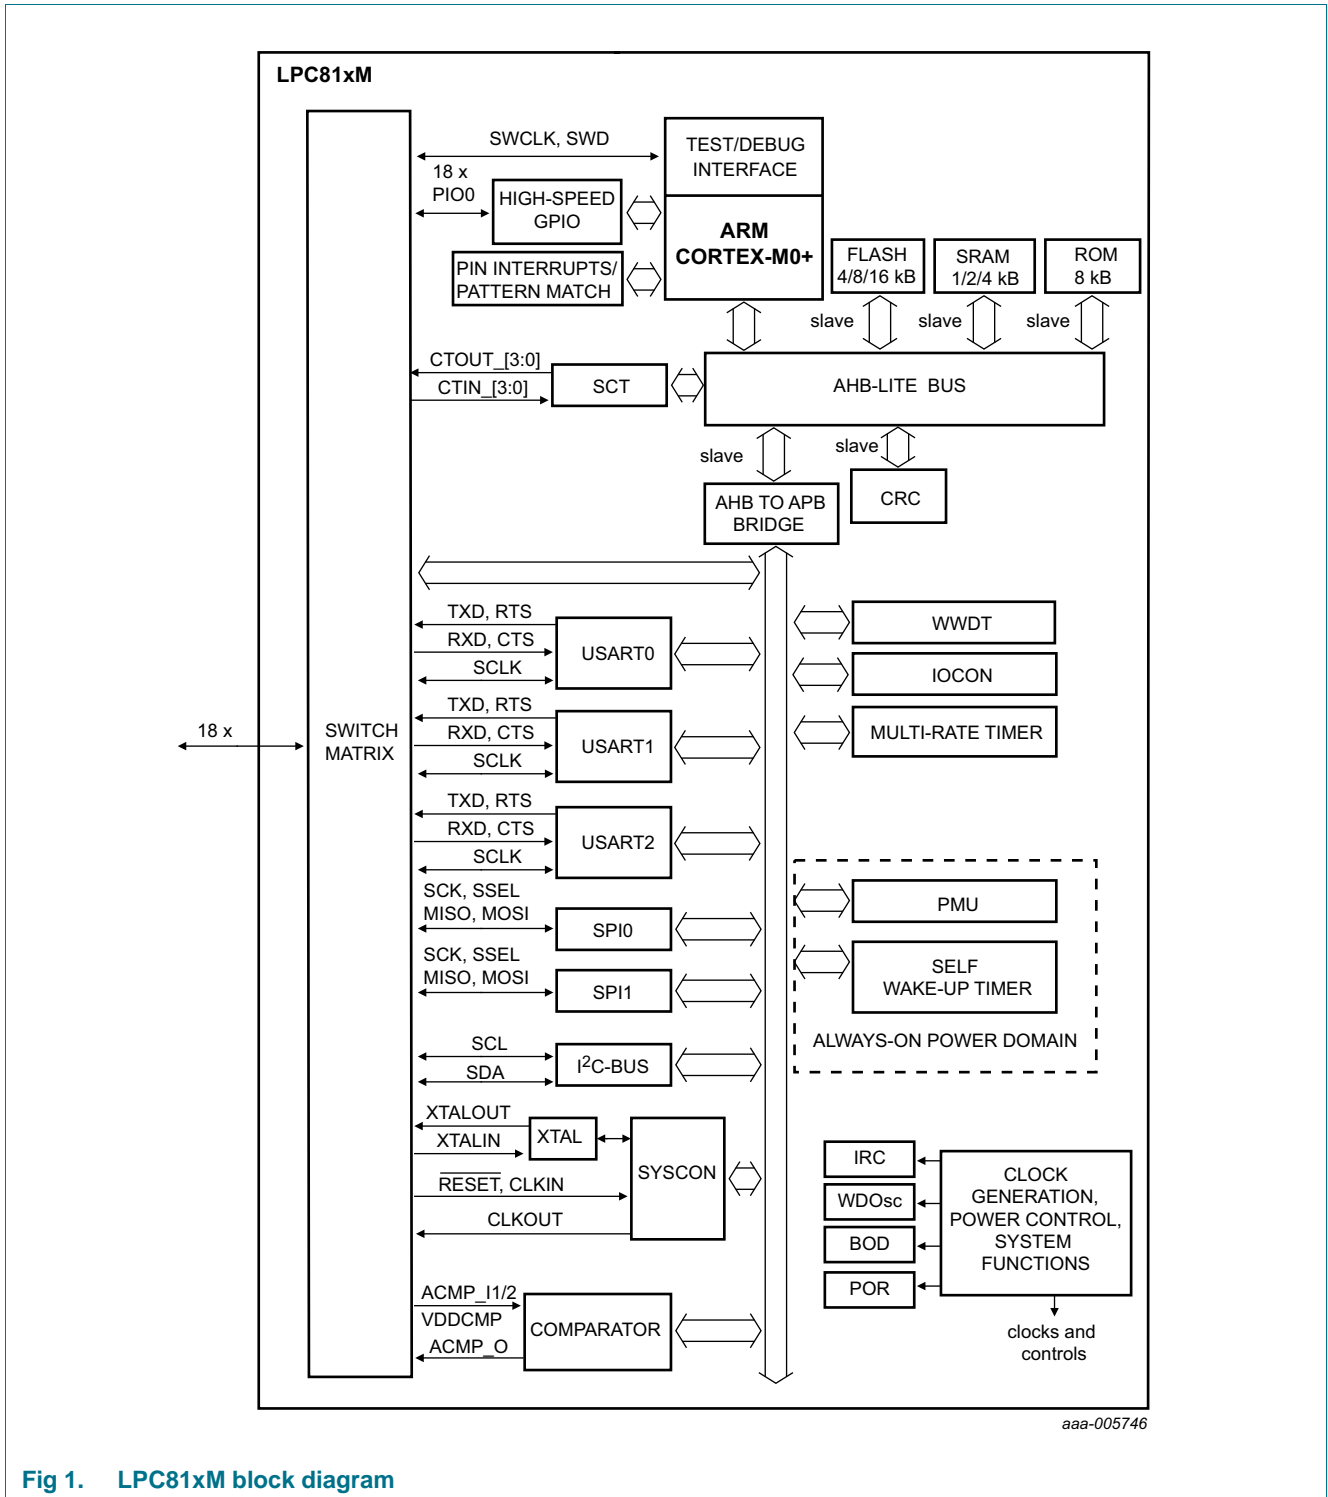 LPC81xM
SWCLK, SWD
TEST/DEBUG
INTERFACE
18 x
PIO0
HIGH-SPEED
GPIO
ARM
CORTEX-M0+
PIN INTERRUPTS/
PATTERN MATCH
FLASH
4/8/16 kB
SRAM
1/2/4 kB
ROM
8 kB
slave
slave
slave
CTOUT_[3:0]
CTIN_[3:0]
SCT
AHB-LITE BUS
slave
slave
AHB TO APB
BRIDGE
CRC
TXD, RTS
RXD, CTS
SCLK
USART0
WWDT
IOCON
18 x
SWITCH
MATRIX
TXD, RTS
RXD, CTS
SCLK
USART1
MULTI-RATE TIMER
TXD, RTS
RXD, CTS
SCLK
USART2
SCK, SSEL
MISO, MOSI
SPI0
PMU
SCK, SSEL
MISO, MOSI
SPI1
SELF
WAKE-UP TIMER
ALWAYS-ON POWER DOMAIN
SCL
SDA
I2C-BUS
XTALOUT
XTALIN
XTAL
RESET, CLKIN
CLKOUT
SYSCON
IRC
WDOsc
BOD
POR
CLOCK
GENERATION,
POWER CONTROL,
SYSTEM
FUNCTIONS
clocks and
controls
ACMP_I1/2
VDDCMP
ACMP_O
COMPARATOR
aaa-005746
Fig 1. LPC81xM block diagram